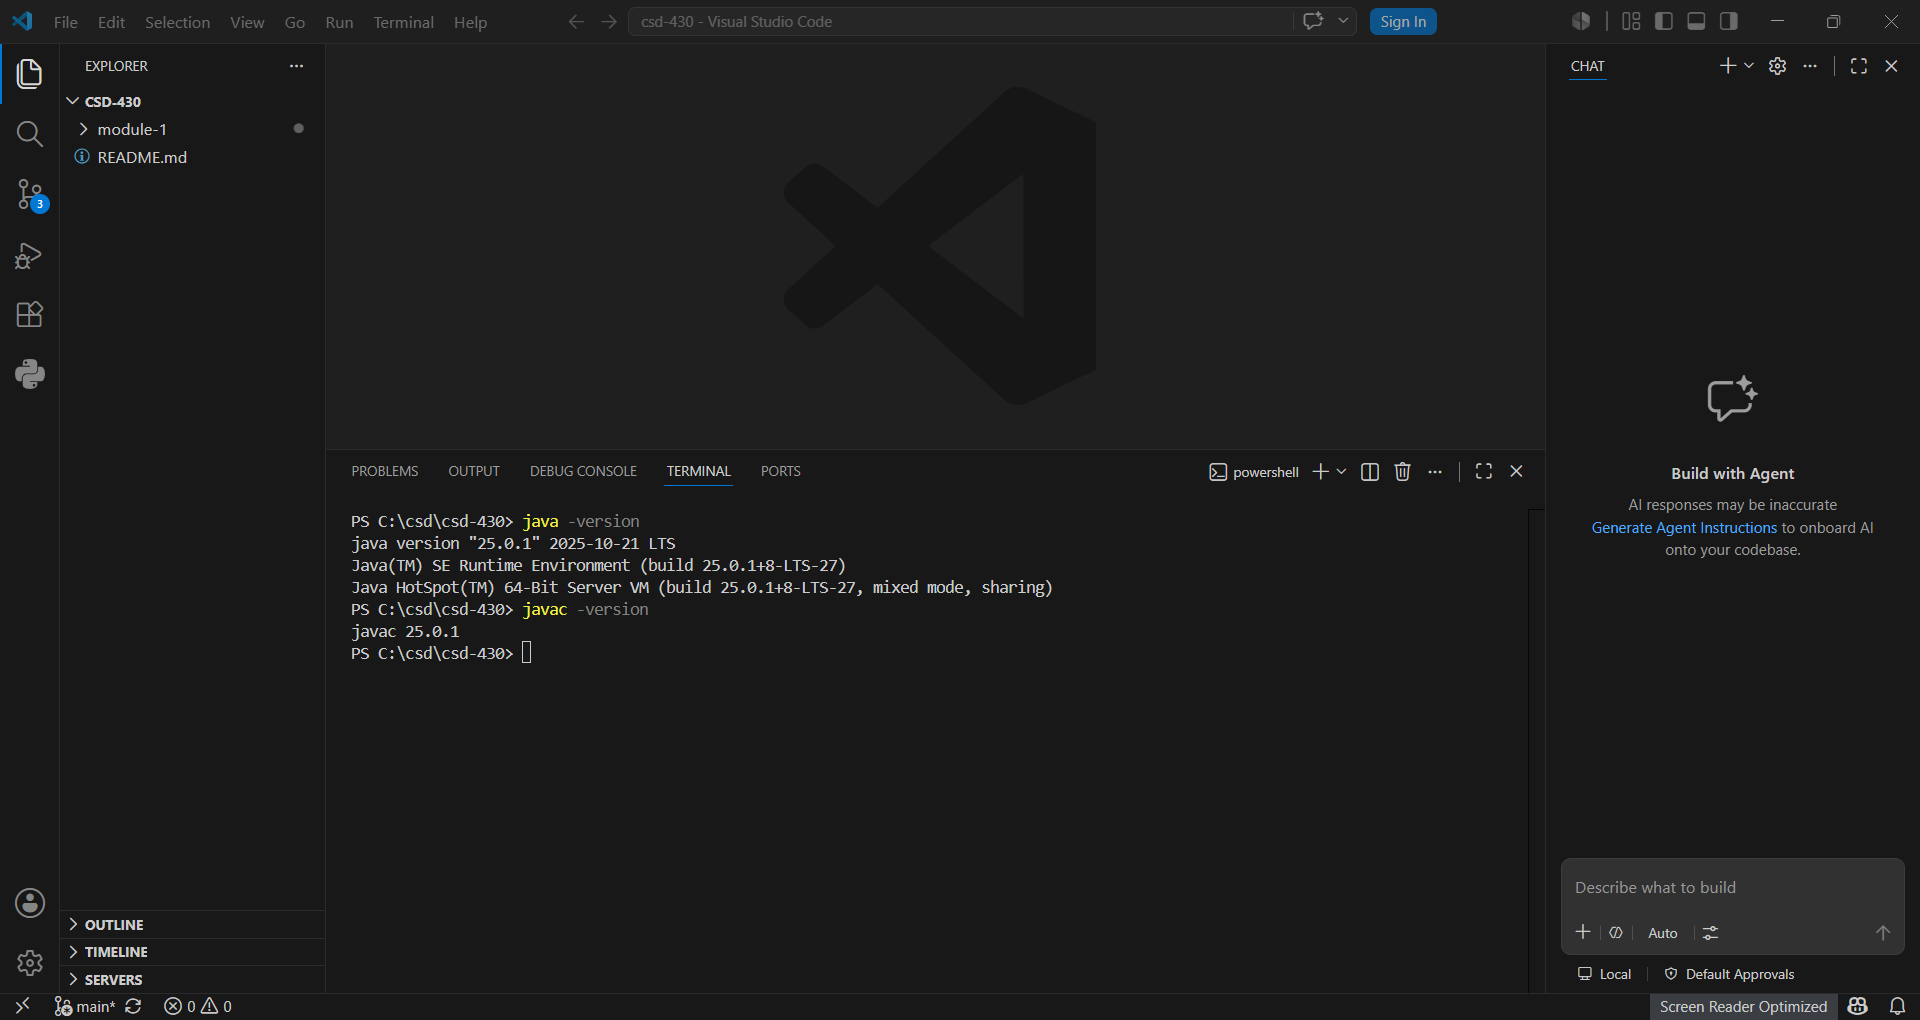 File Edit Selection View Go Run Terminal Help
csd-430 - Visual Studio Code
Sign In
EXPLORER
CSD-430
module-1
README.md
3
OUTLINE
TIMELINE
SERVERS
PROBLEMS OUTPUT DEBUG CONSOLE TERMINAL PORTS
powershell
PS C:\csd\csd-430> java -version
java version "25.0.1" 2025-10-21 LTS
Java(TM) SE Runtime Environment (build 25.0.1+8-LTS-27)
Java HotSpot(TM) 64-Bit Server VM (build 25.0.1+8-LTS-27, mixed mode, sharing)
PS C:\csd\csd-430> javac -version
javac 25.0.1
PS C:\csd\csd-430>
CHAT
Build with Agent
AI responses may be inaccurate
Generate Agent Instructions to onboard AI
onto your codebase.
Describe what to build
Auto
Local
Default Approvals
main* 0 0
Screen Reader Optimized